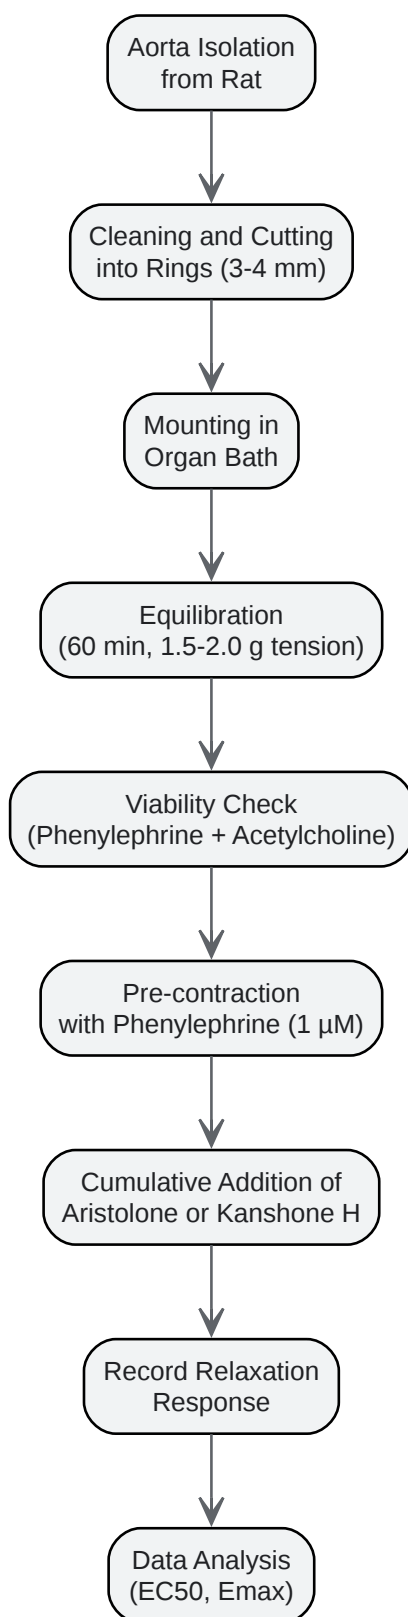 Aorta Isolation
from Rat
Cleaning and Cutting
into Rings (3-4 mm)
Mounting in
Organ Bath
Equilibration
(60 min, 1.5-2.0 g tension)
Viability Check
(Phenylephrine + Acetylcholine)
Pre-contraction
with Phenylephrine (1 µM)
Cumulative Addition of
Aristolone or Kanshone H
Record Relaxation
Response
Data Analysis
(EC50, Emax)